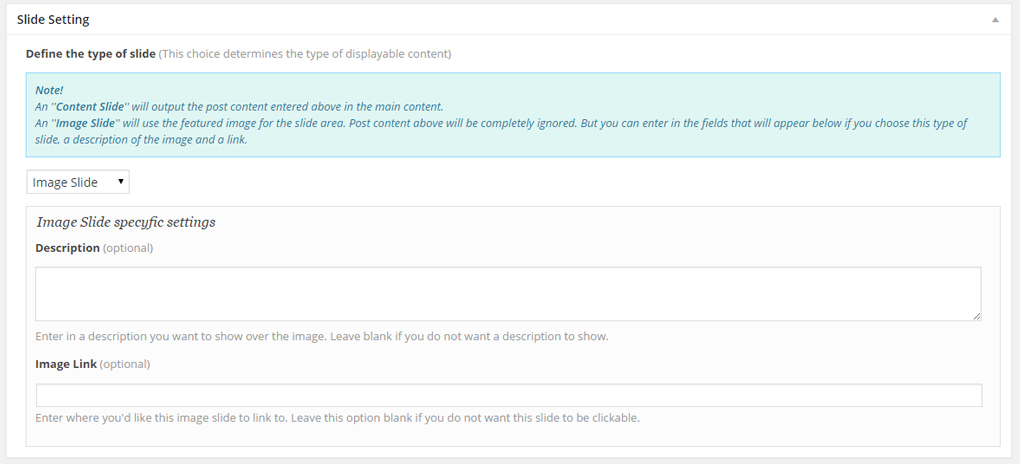 Slide Setting
Define the type of slide (This choice determines the type of displayable content)
Note!
An "Content Slide" will output the post content entered above in the main content.
An "Image Slide" will use the featured image for the slide area. Post content above will be completely ignored. But you can enter in the fields that will appear below if you choose this type of
slide, a description of the image and a link.
Image Slide
Image Slide specyfic settings
Description (optional)
Enter in a description you want to show over the image. Leave blank if you do not want a description to show.
Image Link (optional)
Enter where you'd like this image slide to link to. Leave this option blank if you do not want this slide to be clickable.